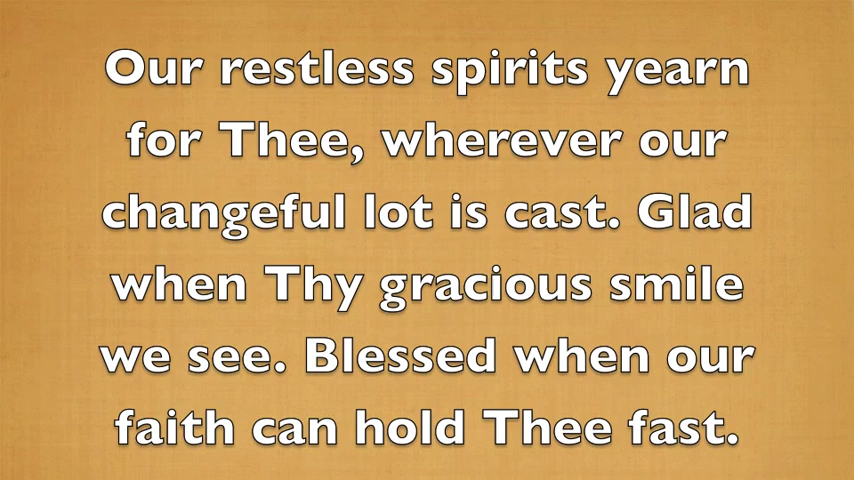 Our restless spirits yearn
for Thee, wherever our
changeful lot is cast. Glad
when Thy gracious smile
we see. Blessed when our
faith can hold Thee fast.